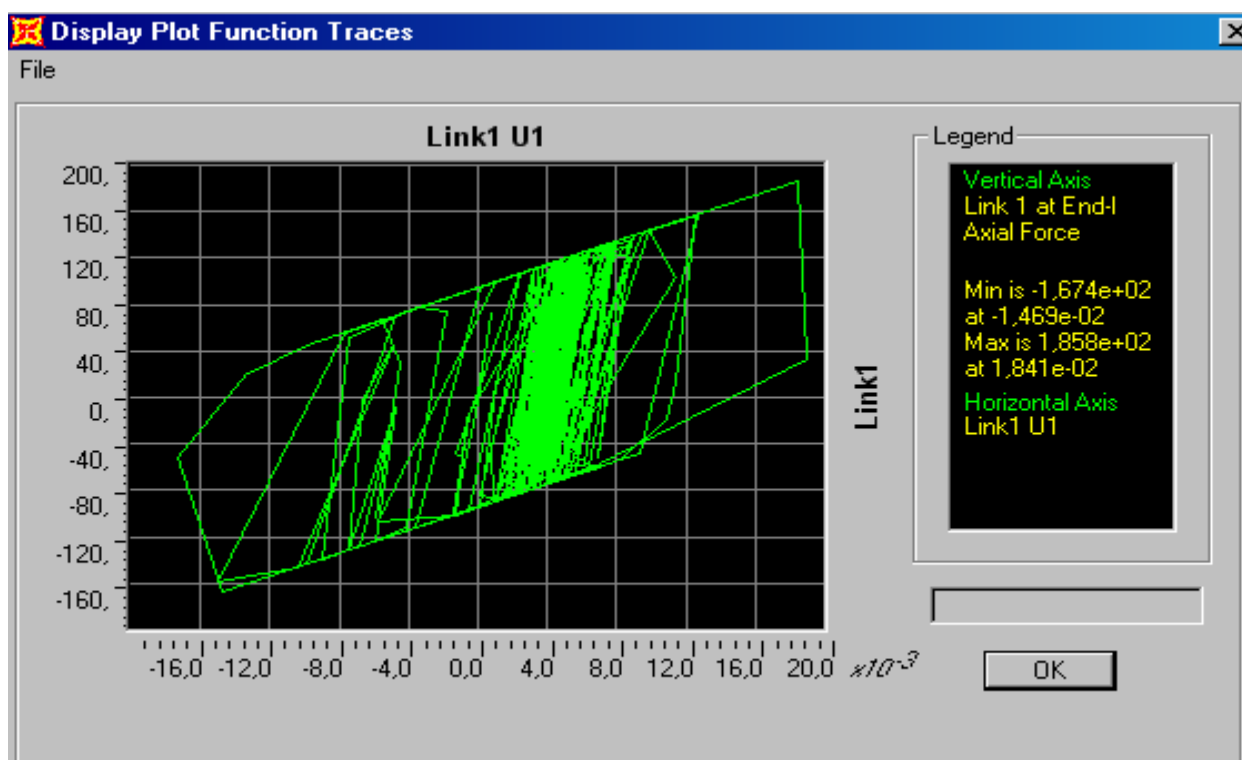 Display Plot Function Traces
File
Link1 U1
200,
160,
120,
80,
40,
0,
-40,
-80,
-120,
-160,
-16,0 -12,0 -8,0 -4,0 0,0 4,0 8,0 12,0 16,0 20,0 x10-3
Link1
Legend
Vertical Axis
Link 1 at End-I
Axial Force
Min is -1,674e+02
at -1,469e-02
Max is 1,858e+02
at 1,841e-02
Horizontal Axis
Link1 U1
OK